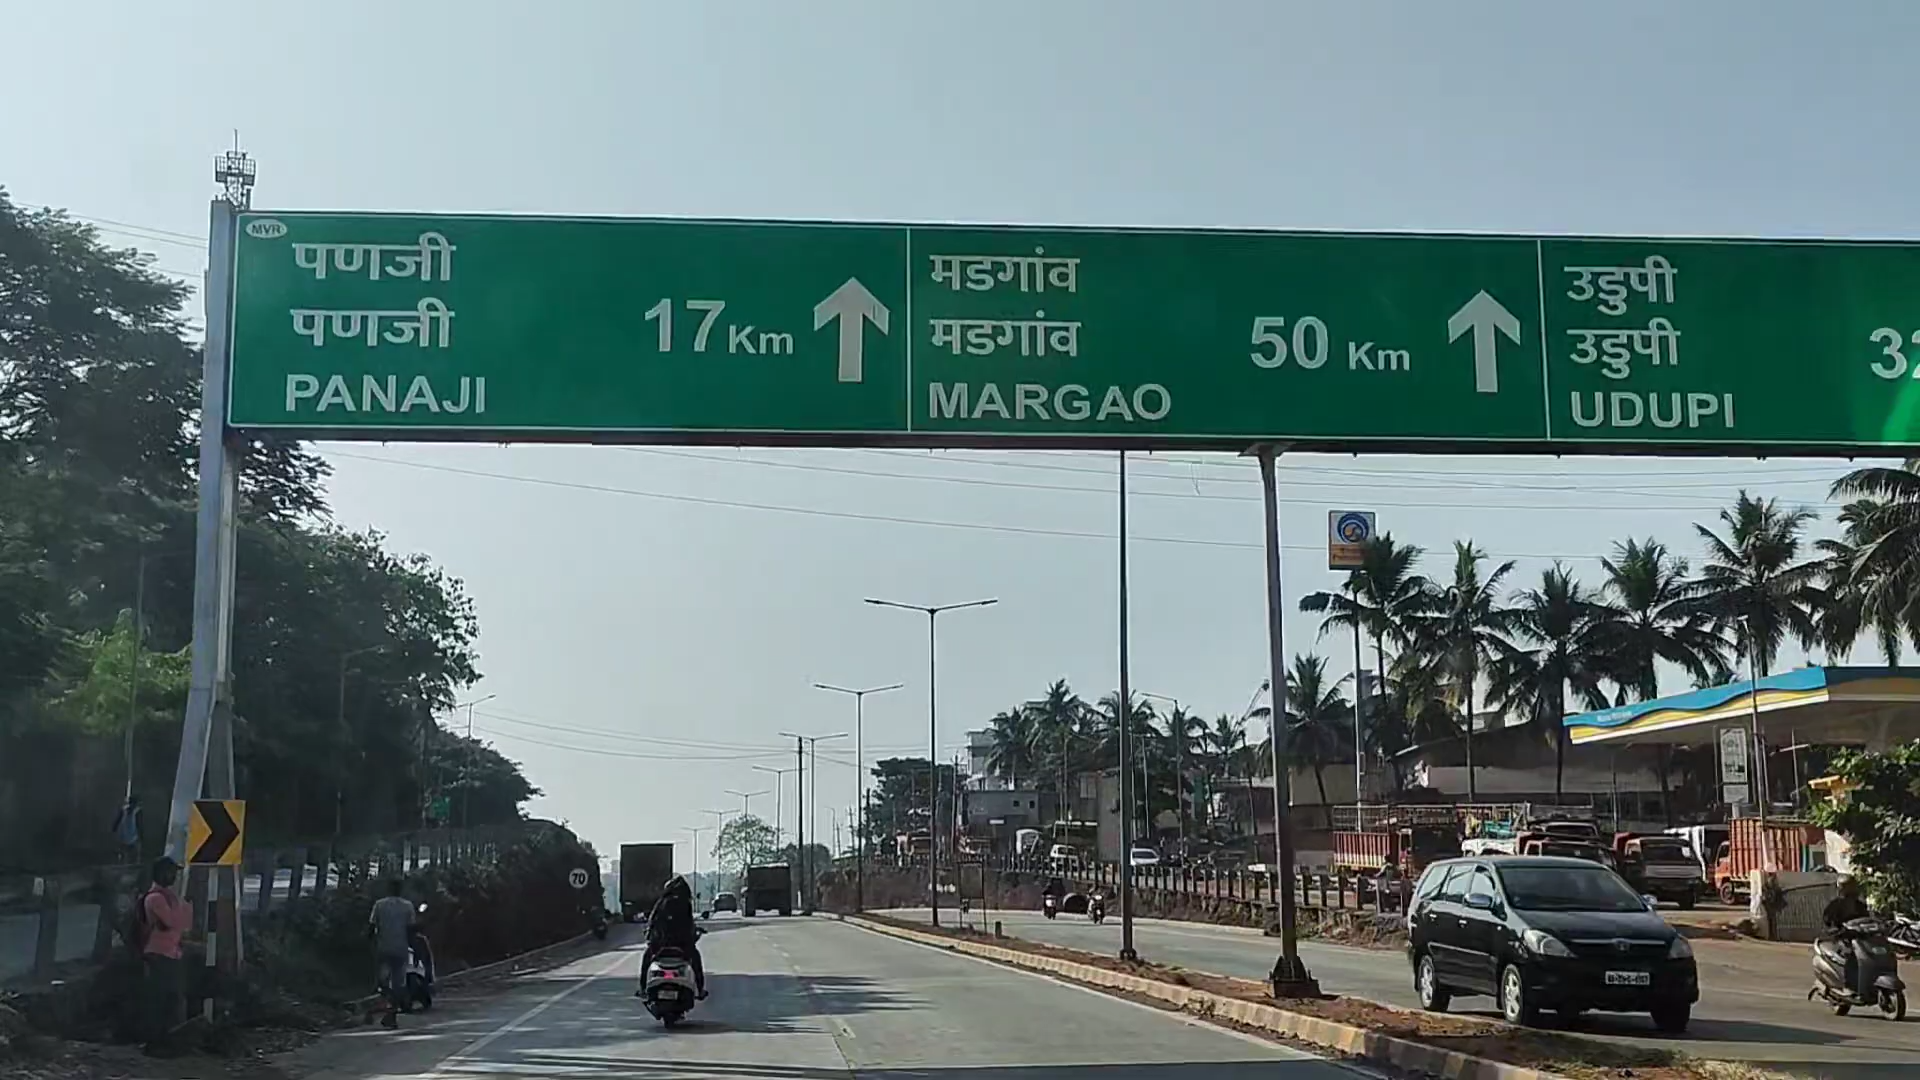 MVR
पणजी
पणजी
PANAJI
17 Km
मडगांव
मडगांव
MARGAO
50 Km
उडुपी
उडुपी
UDUPI
70